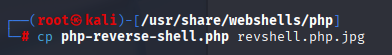 ┌──(root㉿kali)-[/usr/share/webshells/php]
└─# cp php-reverse-shell.php revshell.php.jpg